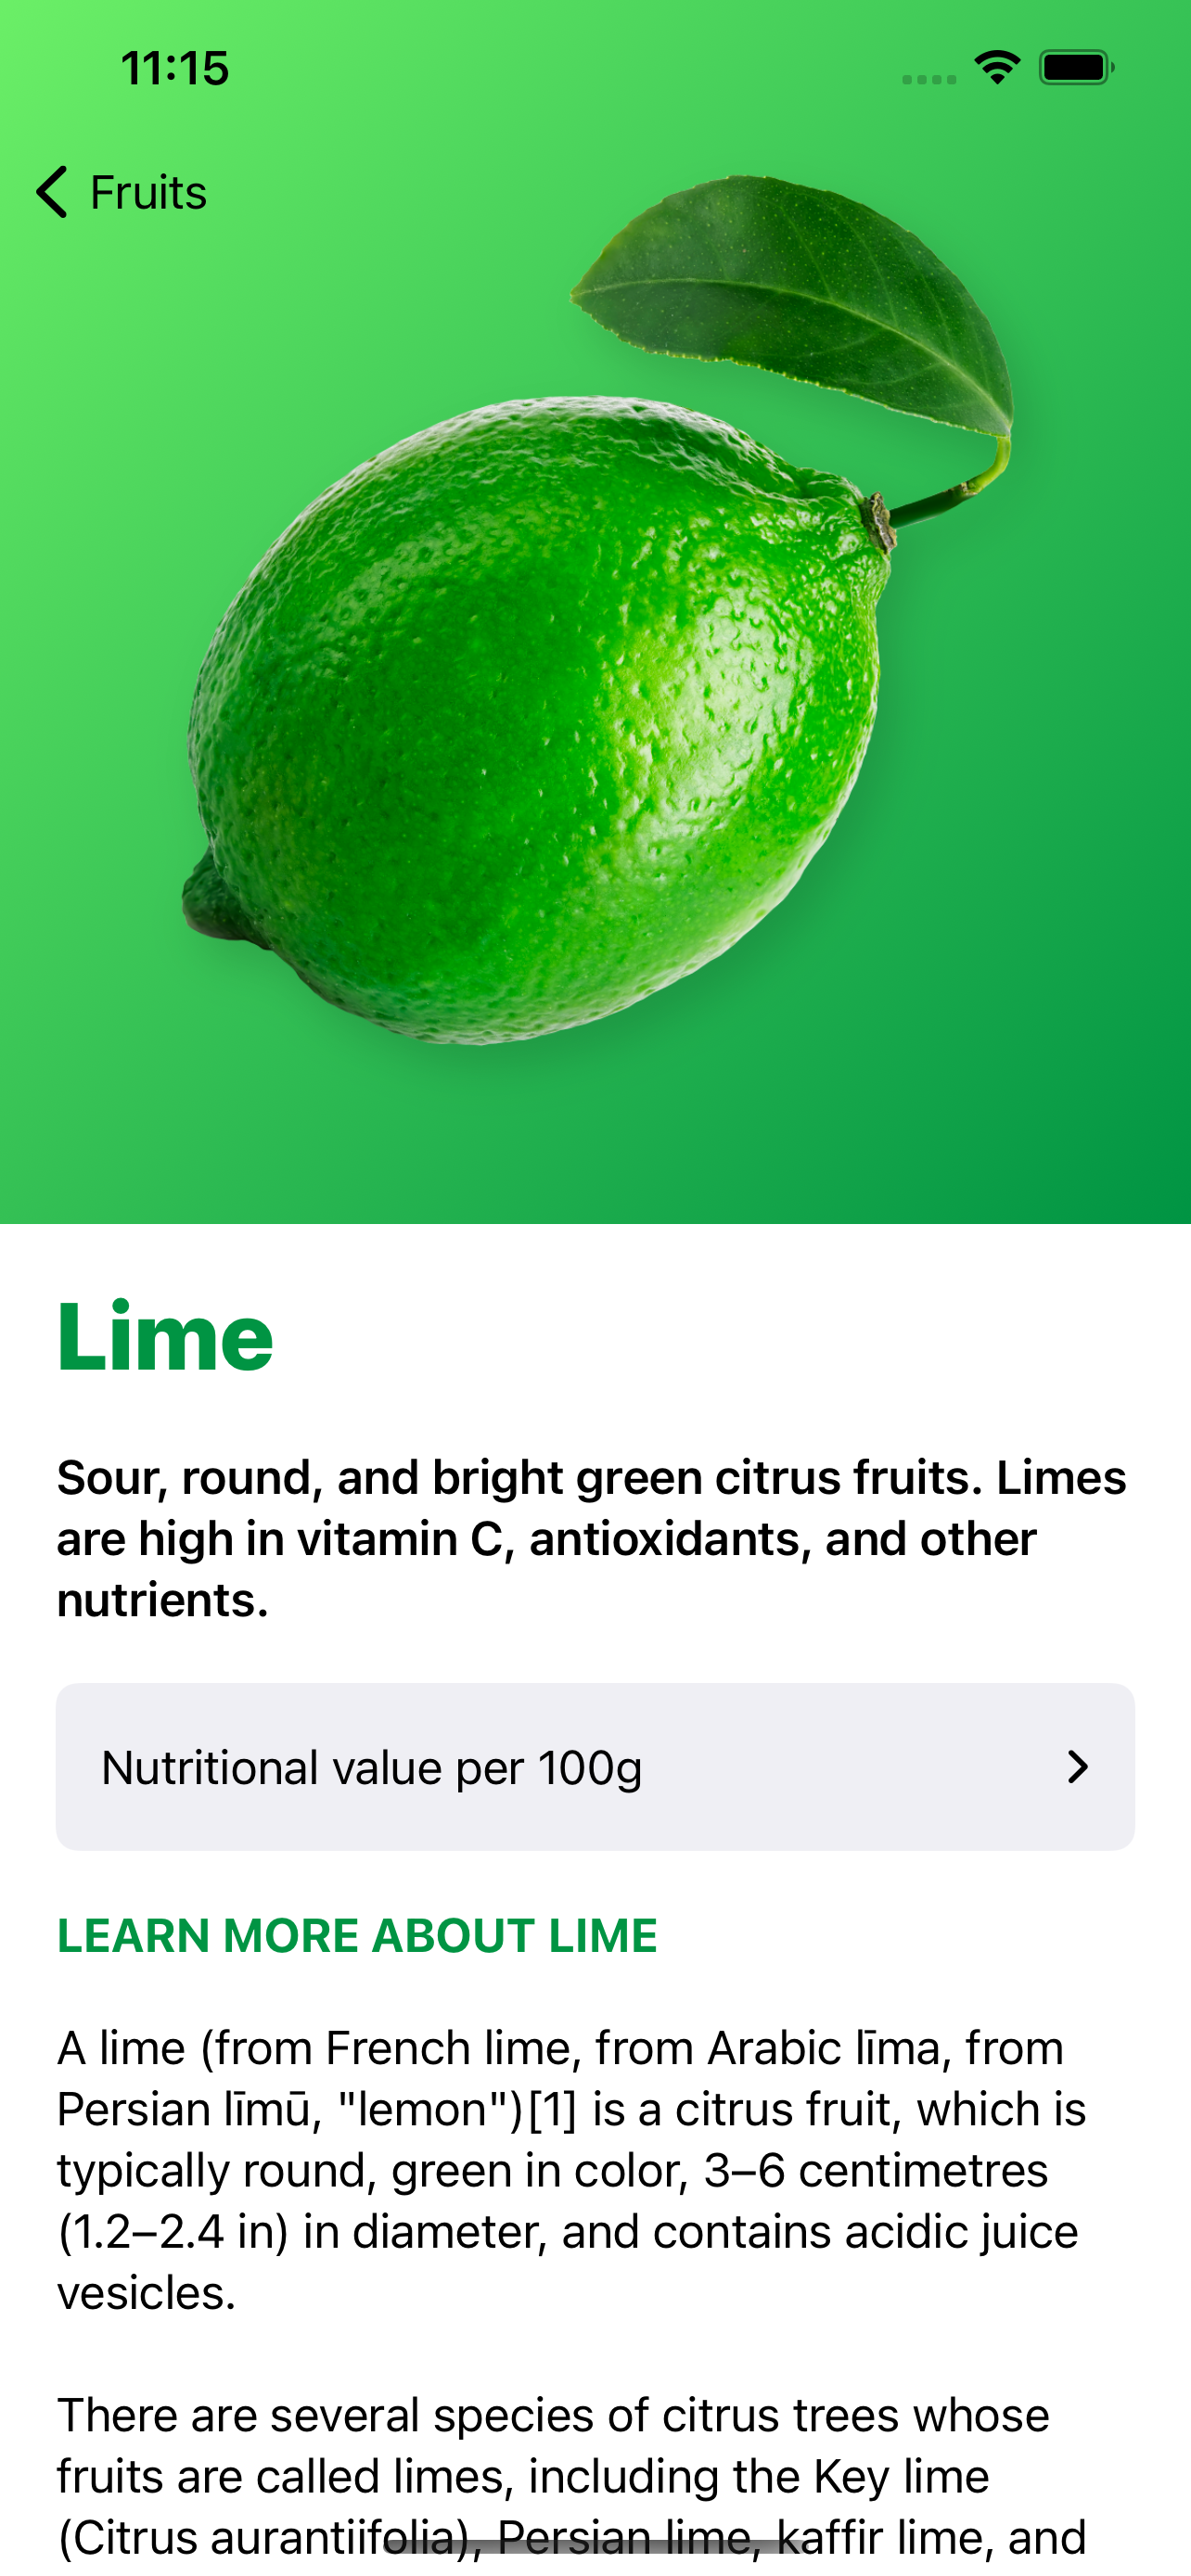 11:15
Fruits
Lime
Sour, round, and bright green citrus fruits. Limes
are high in vitamin C, antioxidants, and other
nutrients.
Nutritional value per 100g
LEARN MORE ABOUT LIME
A lime (from French lime, from Arabic līma, from
Persian līmū, "lemon")[1] is a citrus fruit, which is
typically round, green in color, 3–6 centimetres
(1.2–2.4 in) in diameter, and contains acidic juice
vesicles.
There are several species of citrus trees whose
fruits are called limes, including the Key lime
(Citrus aurantiifolia), Persian lime, kaffir lime, and